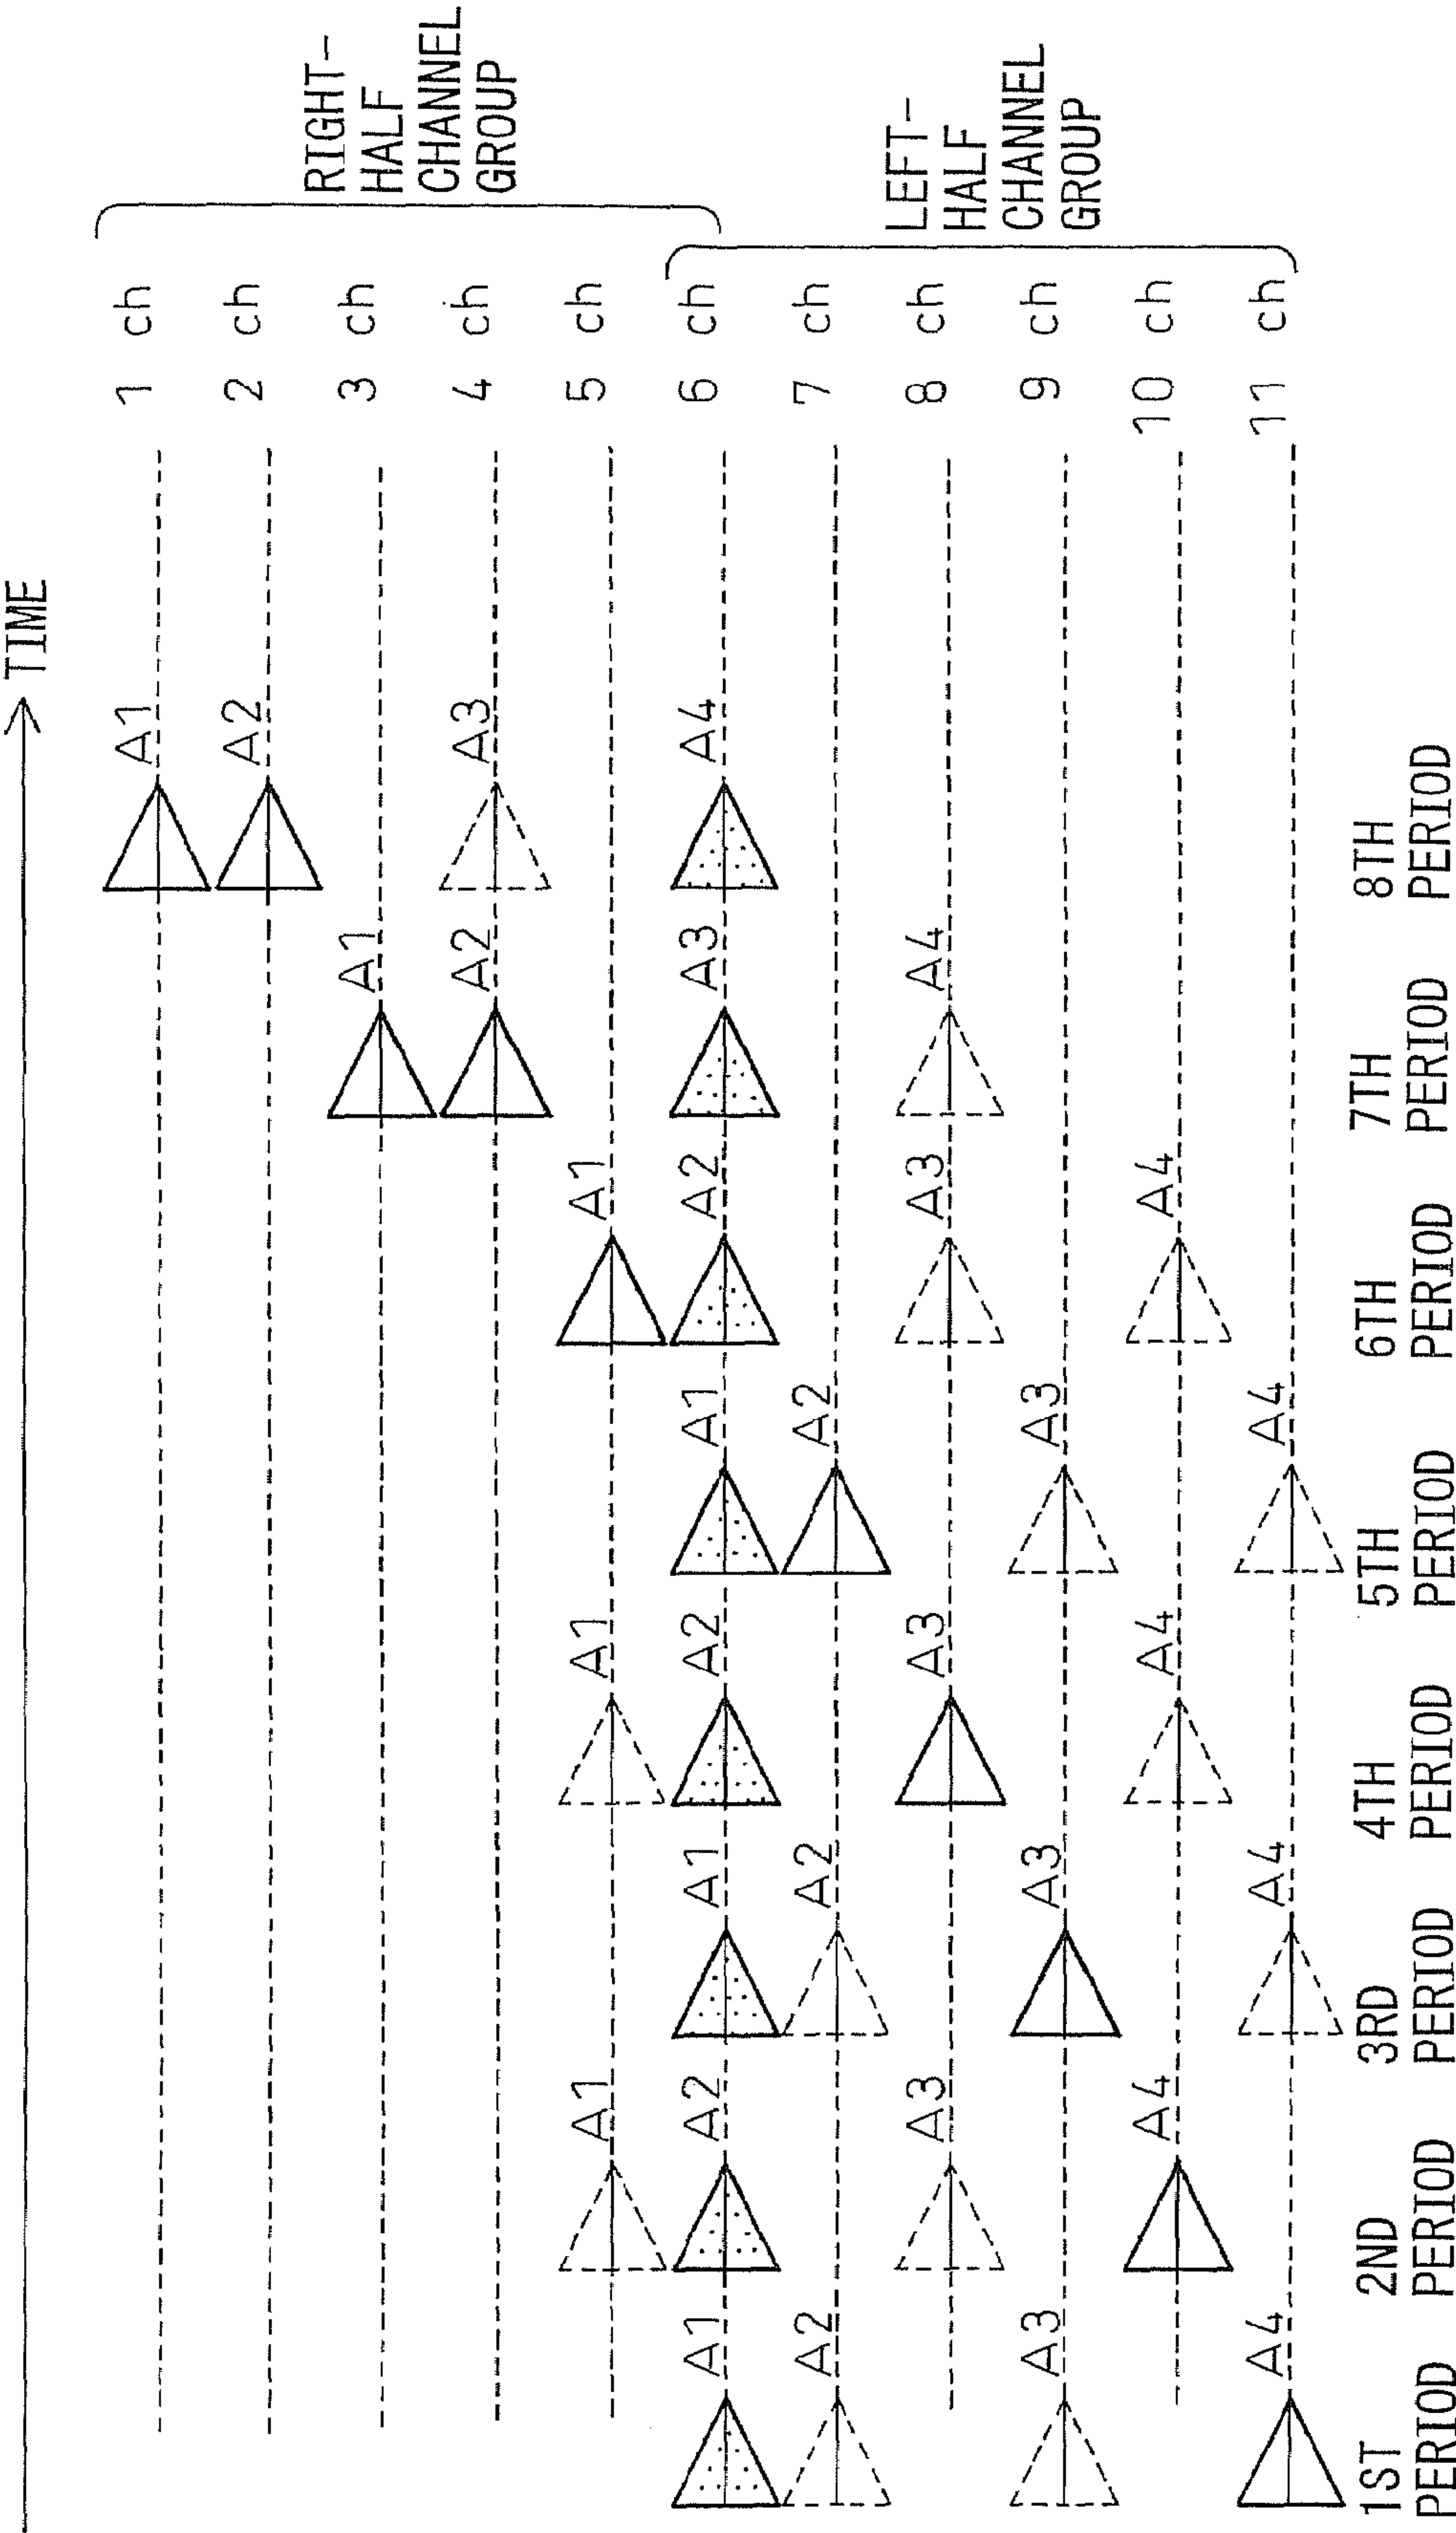 TIME
RIGHT-
HALF
CHANNEL
GROUP
LEFT-
HALF
CHANNEL
GROUP
1 ch
2 ch
3 ch
4 ch
5 ch
6 ch
7 ch
8 ch
9 ch
10 ch
11 ch
A1
A2
A3
A4
1ST
PERIOD
A1
A2
A3
A4
2ND
PERIOD
A1
A2
A3
A4
3RD
PERIOD
A1
A2
A3
A4
4TH
PERIOD
A1
A2
A3
A4
5TH
PERIOD
A1
A2
A3
A4
6TH
PERIOD
A1
A2
A3
A4
7TH
PERIOD
A1
A2
A3
A4
8TH
PERIOD